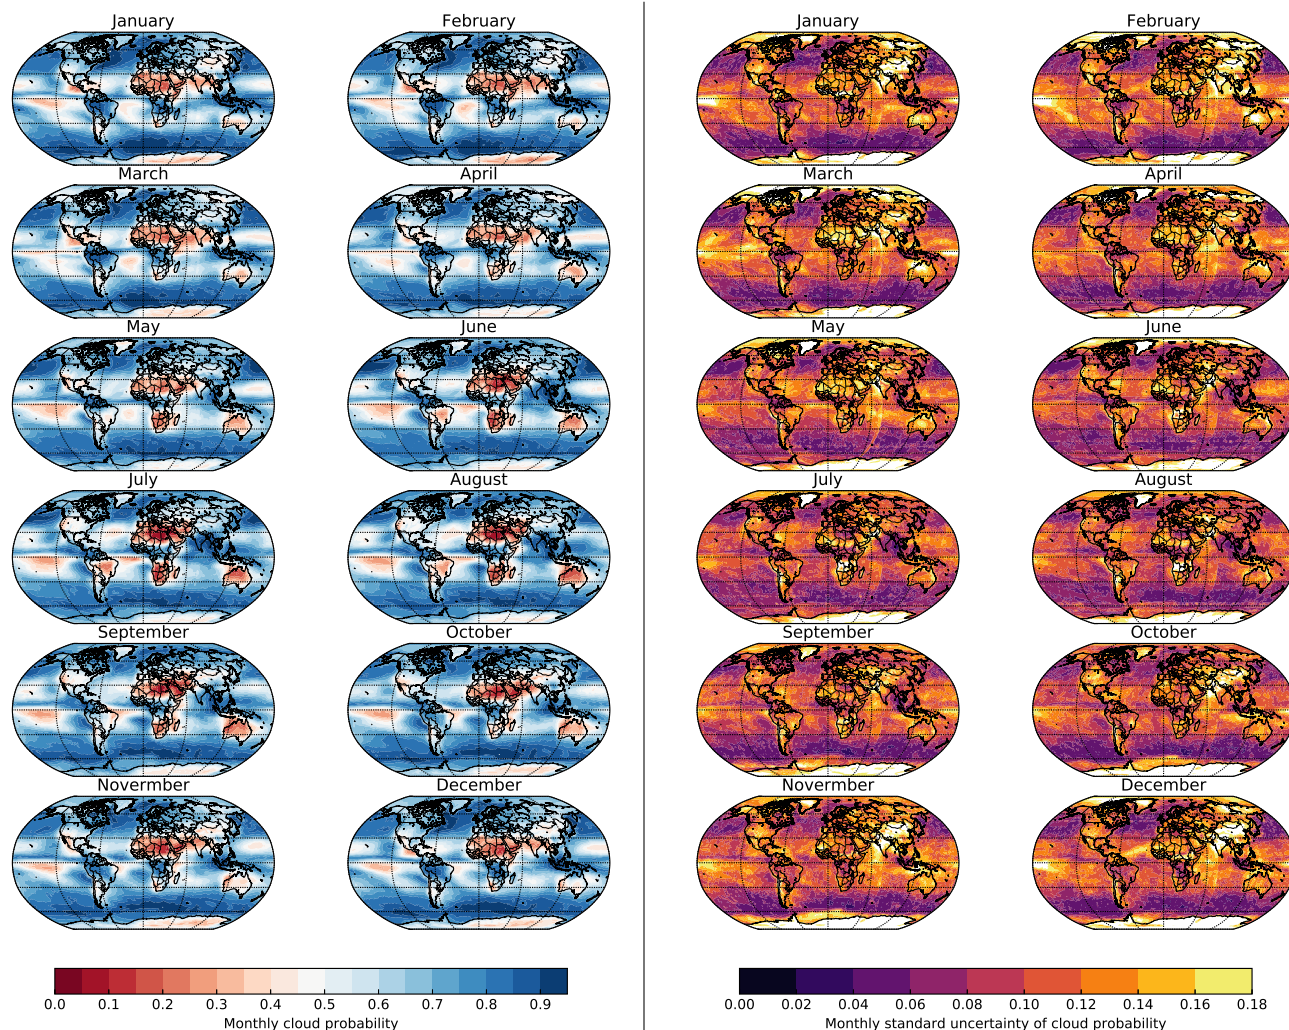 January February January February
March April March April
May June May June
July August July August
September October September October
Novermber December Novermber December
0.0 0.1 0.2 0.3 0.4 0.5 0.6 0.7 0.8 0.9 0.00 0.02 0.04 0.06 0.08 0.10 0.12 0.14 0.16 0.18
Monthly cloud probability Monthly standard uncertainty of cloud probability